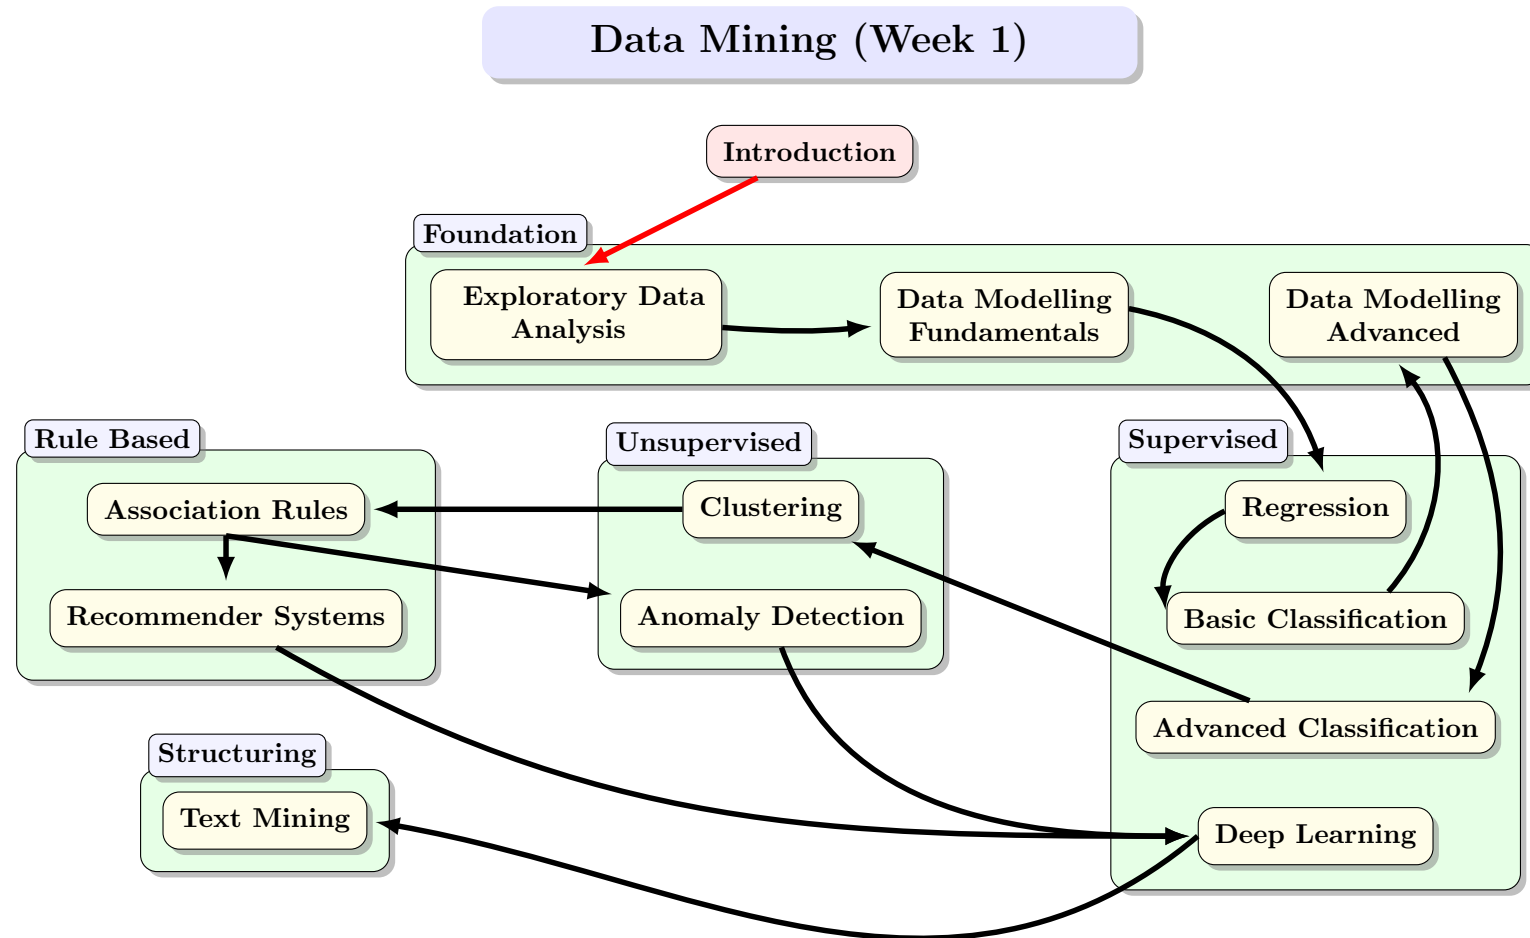 Data Mining (Week 1)
Introduction
Foundation
Exploratory Data
Analysis
Data Modelling
Fundamentals
Data Modelling
Advanced
Rule Based
Association Rules
Recommender Systems
Unsupervised
Clustering
Anomaly Detection
Supervised
Regression
Basic Classification
Advanced Classification
Deep Learning
Structuring
Text Mining